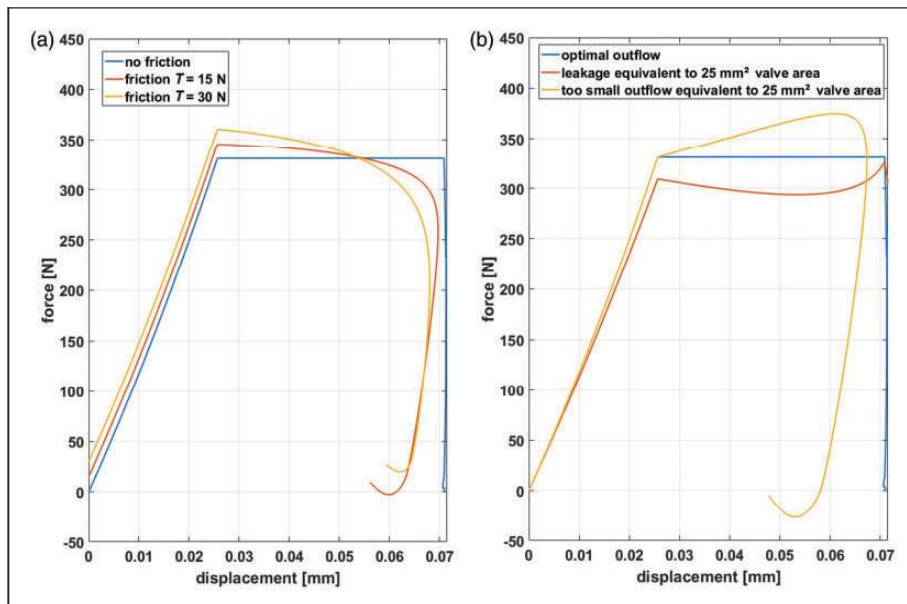 (a)
450
400
350
300
250
200
150
100
50
0
-50
force [N]
no friction
friction T = 15 N
friction T = 30 N
0 0.01 0.02 0.03 0.04 0.05 0.06 0.07
displacement [mm]
(b)
450
400
350
300
250
200
150
100
50
0
-50
force [N]
optimal outflow
leakage equivalent to 25 mm² valve area
too small outflow equivalent to 25 mm² valve area
0 0.01 0.02 0.03 0.04 0.05 0.06 0.07
displacement [mm]